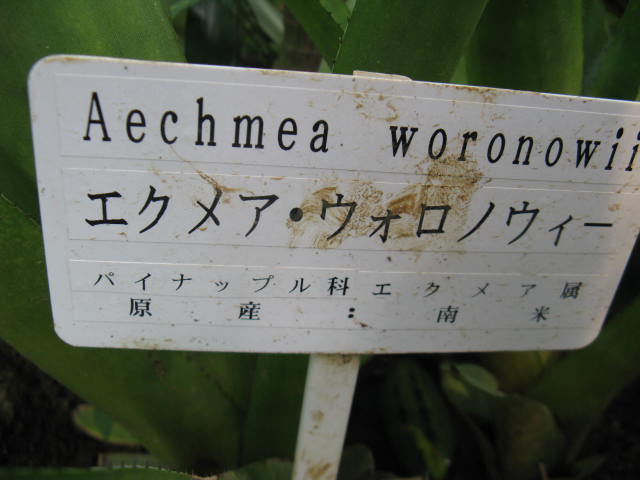 Aechmea woronowii
エクメア・ウォロノウィー
パイナップル科エクメア属
原産：南米